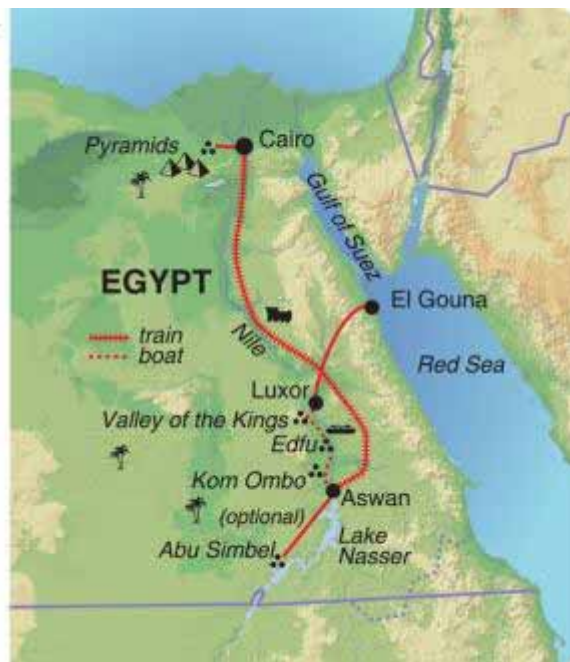 Pyramids
Cairo
Gulf of Suez
EGYPT
El Gouna
train
boat
Nile
Red Sea
Luxor
Valley of the Kings
Edfu
Kom Ombo
Aswan
(optional)
Abu Simbel
Lake
Nasser